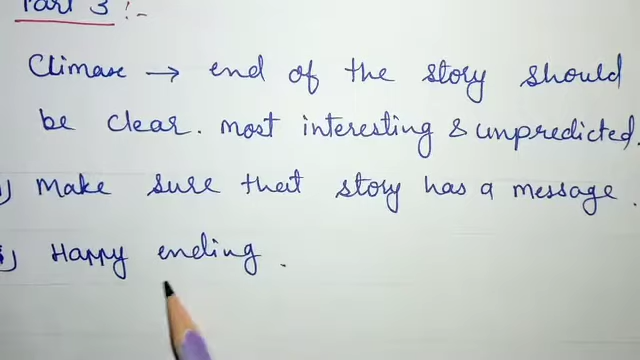 Part 3 :-
Climax → end of the story should
be clear. most interesting & unpredicted.
) Make sure that story has a message.
) Happy ending.